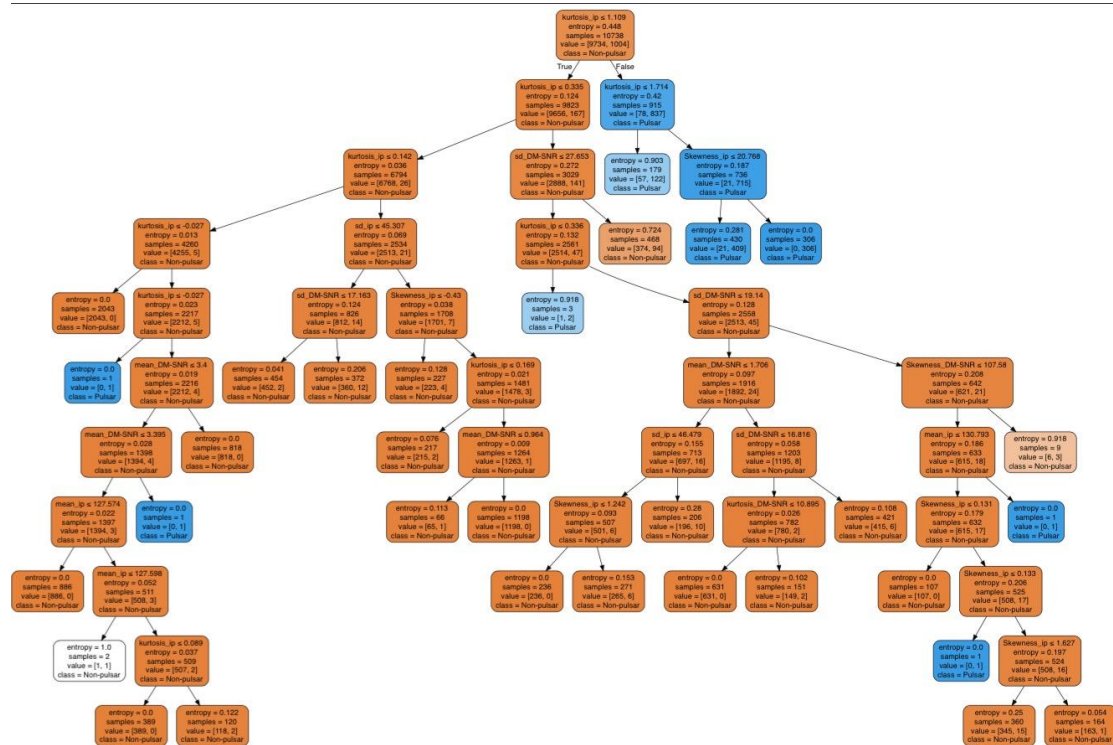 kurtosis_ip ≤ 1.109
entropy = 0.448
samples = 10738
value = [9734, 1004]
class = Non-pulsar
True
False
kurtosis_ip ≤ 0.335
entropy = 0.124
samples = 9823
value = [9656, 167]
class = Non-pulsar
kurtosis_ip ≤ 1.714
entropy = 0.42
samples = 915
value = [78, 837]
class = Pulsar
kurtosis_ip ≤ 0.142
entropy = 0.036
samples = 6794
value = [6768, 26]
class = Non-pulsar
sd_DM-SNR ≤ 27.653
entropy = 0.272
samples = 3029
value = [2888, 141]
class = Non-pulsar
entropy = 0.903
samples = 179
value = [57, 122]
class = Pulsar
Skewness_ip ≤ 20.768
entropy = 0.187
samples = 736
value = [21, 715]
class = Pulsar
kurtosis_ip ≤ -0.027
entropy = 0.013
samples = 4260
value = [4255, 5]
class = Non-pulsar
sd_ip ≤ 45.307
entropy = 0.069
samples = 2534
value = [2513, 21]
class = Non-pulsar
kurtosis_ip ≤ 0.336
entropy = 0.132
samples = 2561
value = [2514, 47]
class = Non-pulsar
entropy = 0.724
samples = 468
value = [374, 94]
class = Non-pulsar
entropy = 0.281
samples = 430
value = [21, 409]
class = Pulsar
entropy = 0.0
samples = 306
value = [0, 306]
class = Pulsar
entropy = 0.0
samples = 2043
value = [2043, 0]
class = Non-pulsar
kurtosis_ip ≤ -0.027
entropy = 0.023
samples = 2217
value = [2212, 5]
class = Non-pulsar
sd_DM-SNR ≤ 17.163
entropy = 0.124
samples = 826
value = [812, 14]
class = Non-pulsar
Skewness_ip ≤ -0.43
entropy = 0.038
samples = 1708
value = [1701, 7]
class = Non-pulsar
entropy = 0.918
samples = 3
value = [1, 2]
class = Pulsar
sd_DM-SNR ≤ 19.14
entropy = 0.128
samples = 2558
value = [2513, 45]
class = Non-pulsar
entropy = 0.0
samples = 1
value = [0, 1]
class = Pulsar
mean_DM-SNR ≤ 3.4
entropy = 0.019
samples = 2216
value = [2212, 4]
class = Non-pulsar
entropy = 0.041
samples = 454
value = [452, 2]
class = Non-pulsar
entropy = 0.206
samples = 372
value = [360, 12]
class = Non-pulsar
entropy = 0.128
samples = 227
value = [223, 4]
class = Non-pulsar
kurtosis_ip ≤ 0.169
entropy = 0.021
samples = 1481
value = [1478, 3]
class = Non-pulsar
mean_DM-SNR ≤ 1.706
entropy = 0.097
samples = 1916
value = [1892, 24]
class = Non-pulsar
Skewness_DM-SNR ≤ 107.58
entropy = 0.208
samples = 642
value = [621, 21]
class = Non-pulsar
mean_DM-SNR ≤ 3.395
entropy = 0.028
samples = 1398
value = [1394, 4]
class = Non-pulsar
entropy = 0.0
samples = 818
value = [818, 0]
class = Non-pulsar
entropy = 0.076
samples = 217
value = [215, 2]
class = Non-pulsar
mean_DM-SNR ≤ 0.964
entropy = 0.009
samples = 1264
value = [1263, 1]
class = Non-pulsar
sd_ip ≤ 46.479
entropy = 0.155
samples = 713
value = [697, 16]
class = Non-pulsar
sd_DM-SNR ≤ 16.816
entropy = 0.058
samples = 1203
value = [1195, 8]
class = Non-pulsar
mean_ip ≤ 130.793
entropy = 0.186
samples = 633
value = [615, 18]
class = Non-pulsar
entropy = 0.918
samples = 9
value = [6, 3]
class = Non-pulsar
mean_ip ≤ 127.574
entropy = 0.022
samples = 1397
value = [1394, 3]
class = Non-pulsar
entropy = 0.0
samples = 1
value = [0, 1]
class = Pulsar
entropy = 0.113
samples = 66
value = [65, 1]
class = Non-pulsar
entropy = 0.0
samples = 1198
value = [1198, 0]
class = Non-pulsar
Skewness_ip ≤ 1.242
entropy = 0.093
samples = 507
value = [501, 6]
class = Non-pulsar
entropy = 0.28
samples = 206
value = [196, 10]
class = Non-pulsar
kurtosis_DM-SNR ≤ 10.895
entropy = 0.026
samples = 782
value = [780, 2]
class = Non-pulsar
entropy = 0.108
samples = 421
value = [415, 6]
class = Non-pulsar
Skewness_ip ≤ 0.131
entropy = 0.179
samples = 632
value = [615, 17]
class = Non-pulsar
entropy = 0.0
samples = 1
value = [0, 1]
class = Pulsar
entropy = 0.0
samples = 886
value = [886, 0]
class = Non-pulsar
mean_ip ≤ 127.598
entropy = 0.052
samples = 511
value = [508, 3]
class = Non-pulsar
entropy = 0.0
samples = 236
value = [236, 0]
class = Non-pulsar
entropy = 0.153
samples = 271
value = [265, 6]
class = Non-pulsar
entropy = 0.0
samples = 631
value = [631, 0]
class = Non-pulsar
entropy = 0.102
samples = 151
value = [149, 2]
class = Non-pulsar
entropy = 0.0
samples = 107
value = [107, 0]
class = Non-pulsar
Skewness_ip ≤ 0.133
entropy = 0.206
samples = 525
value = [508, 17]
class = Non-pulsar
entropy = 1.0
samples = 2
value = [1, 1]
class = Non-pulsar
kurtosis_ip ≤ 0.089
entropy = 0.037
samples = 509
value = [507, 2]
class = Non-pulsar
entropy = 0.0
samples = 1
value = [0, 1]
class = Pulsar
Skewness_ip ≤ 1.627
entropy = 0.197
samples = 524
value = [508, 16]
class = Non-pulsar
entropy = 0.0
samples = 389
value = [389, 0]
class = Non-pulsar
entropy = 0.122
samples = 120
value = [118, 2]
class = Non-pulsar
entropy = 0.25
samples = 360
value = [345, 15]
class = Non-pulsar
entropy = 0.054
samples = 164
value = [163, 1]
class = Non-pulsar